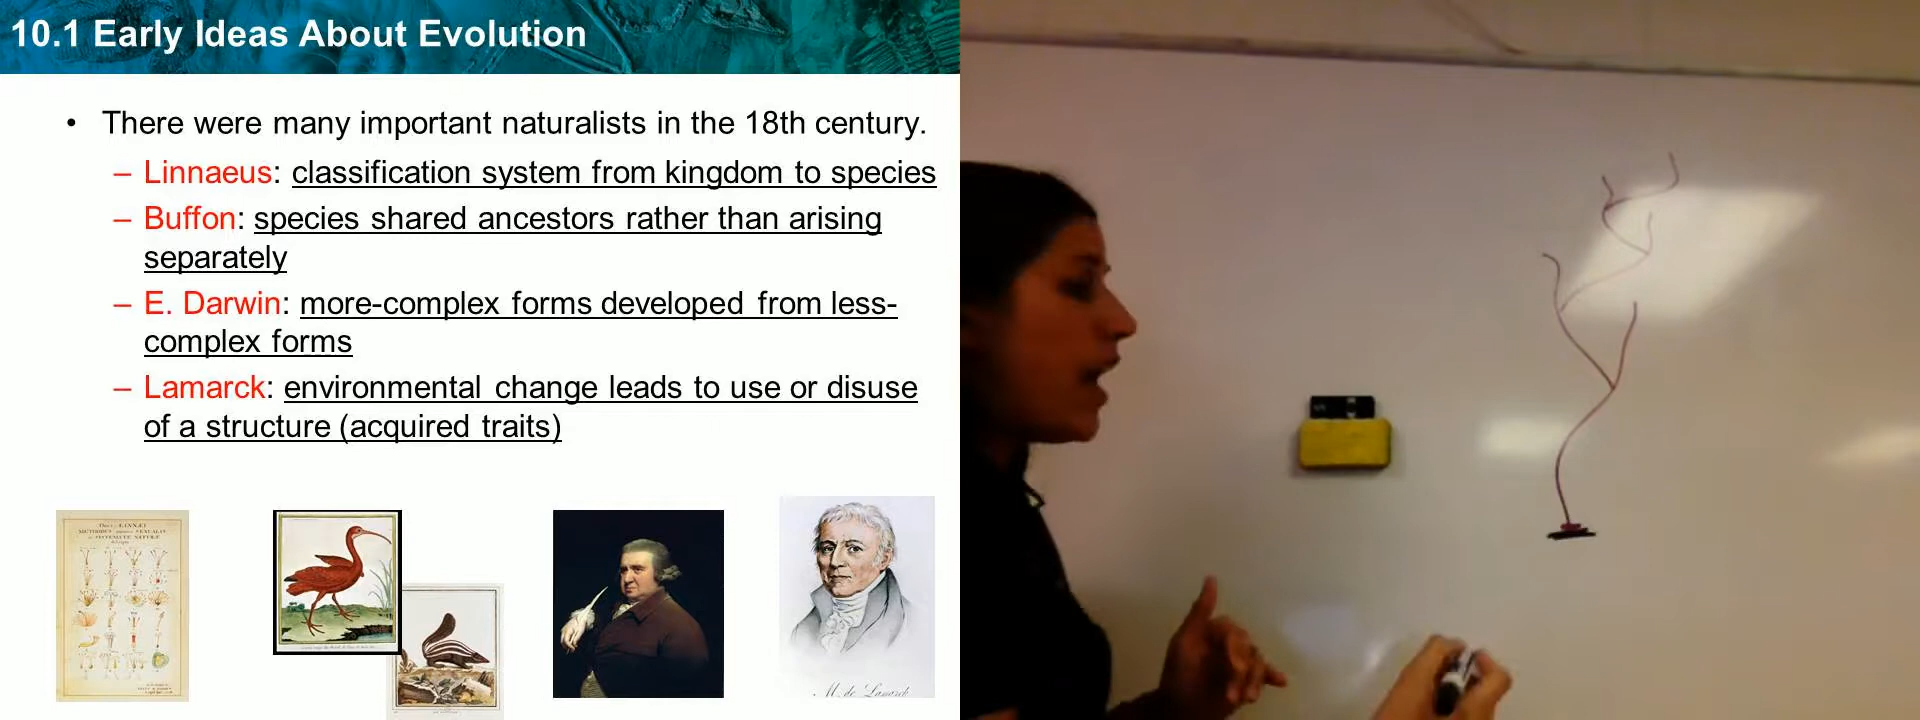 10.1 Early Ideas About Evolution
• There were many important naturalists in the 18th century.
– Linnaeus: classification system from kingdom to species
– Buffon: species shared ancestors rather than arising
separately
– E. Darwin: more-complex forms developed from less-
complex forms
– Lamarck: environmental change leads to use or disuse
of a structure (acquired traits)
M. de Lamarck